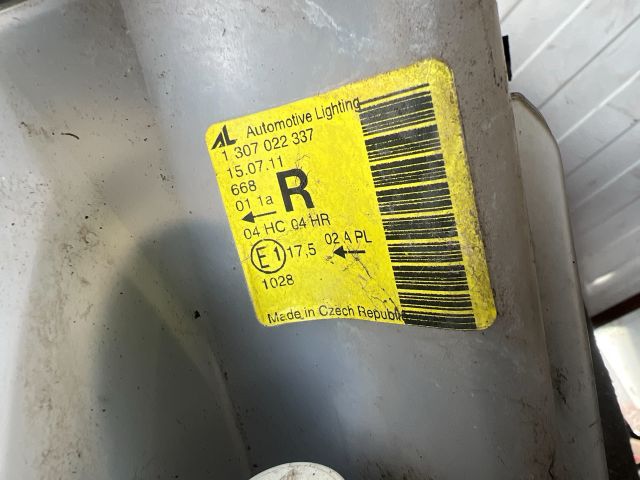 AL Automotive Lighting
1 307 022 337
15.07.11
668
01 1a R
04 HC 04 HR
E1 17,5 02 A PL
1028
Made in Czech Republic